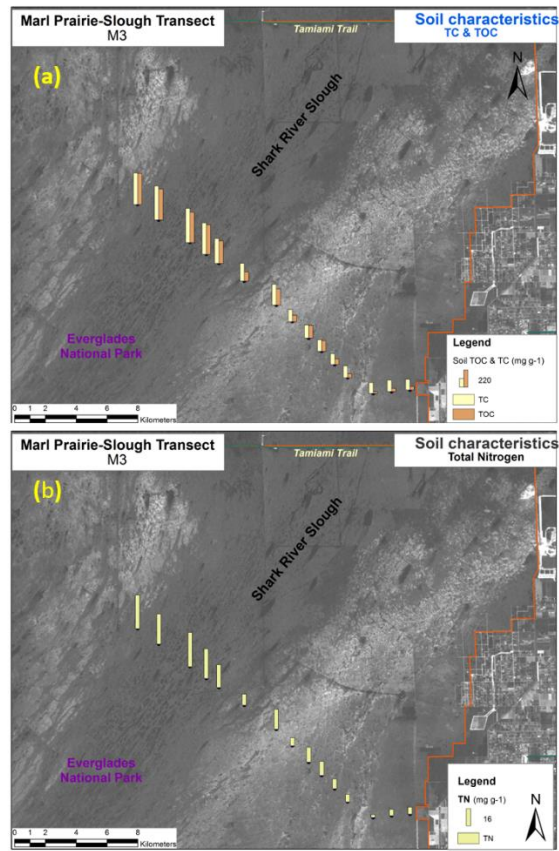 Marl Prairie-Slough Transect
M3
Tamiami Trail
Soil characteristics
TC & TOC
(a)
N
Shark River Slough
Everglades
National Park
Legend
Soil TOC & TC (mg g-1)
220
TC
TOC
0 1 2 4 6 8
Kilometers
Marl Prairie-Slough Transect
M3
Tamiami Trail
Soil characteristics
Total Nitrogen
(b)
Shark River Slough
Everglades
National Park
Legend
TN (mg g-1)
16
TN
N
0 1 2 4 6 8
Kilometers